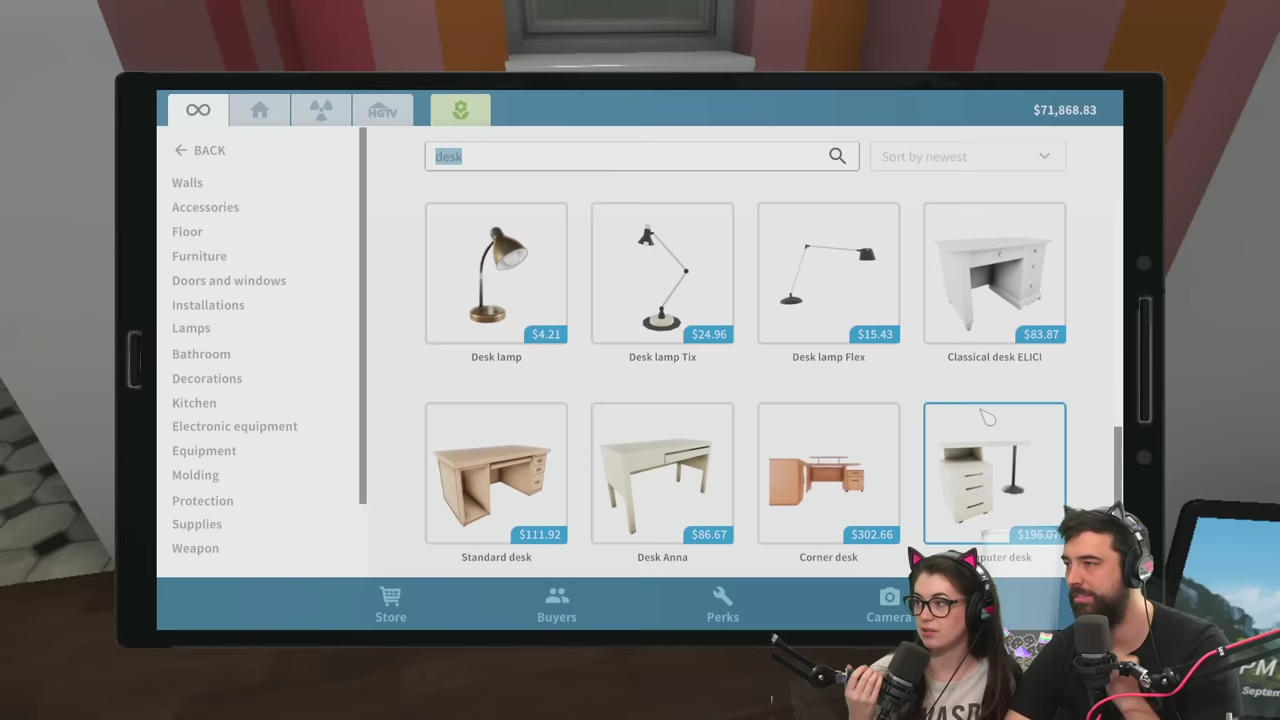 HGTV
$71,868.83
BACK
desk
Sort by newest
Walls
Accessories
Floor
Furniture
Doors and windows
Installations
Lamps
Bathroom
Decorations
Kitchen
Electronic equipment
Equipment
Molding
Protection
Supplies
Weapon
$4.21
$24.96
$15.43
$83.87
Desk lamp
Desk lamp Tix
Desk lamp Flex
Classical desk ELICI
$111.92
$86.67
$302.66
$196.07
Standard desk
Desk Anna
Corner desk
desk
Store
Buyers
Perks
Camera
PM